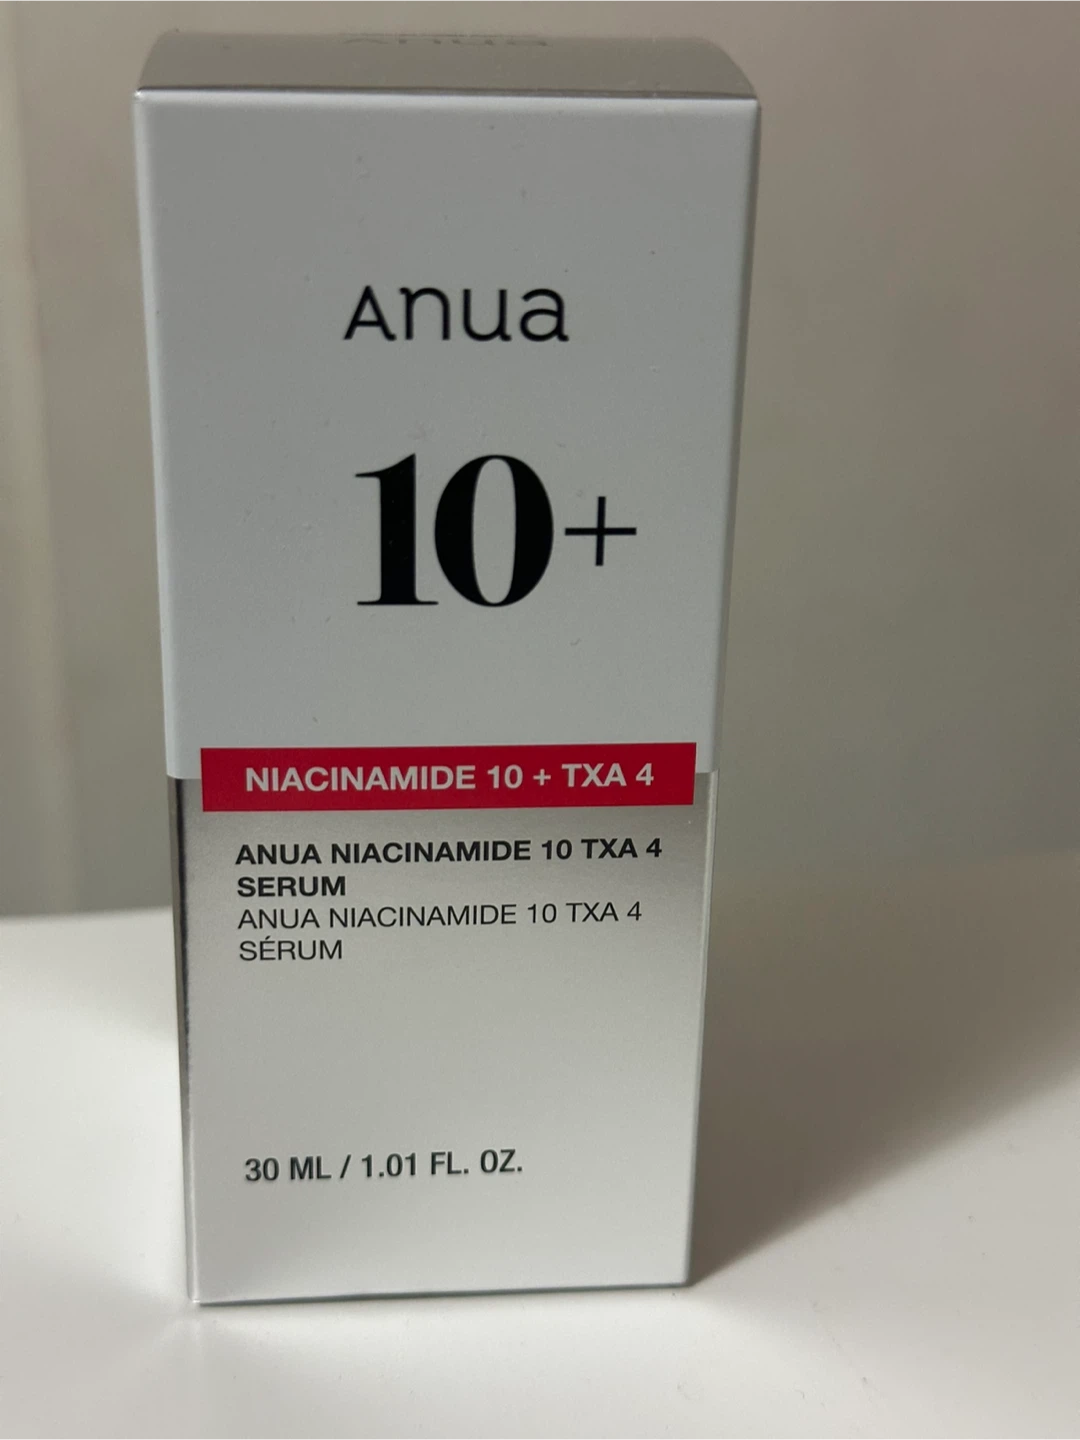 Anua
Anua
10+
NIACINAMIDE 10 + TXA 4
ANUA NIACINAMIDE 10 TXA 4
SERUM
ANUA NIACINAMIDE 10 TXA 4
SÉRUM
30 ML / 1.01 FL. OZ.